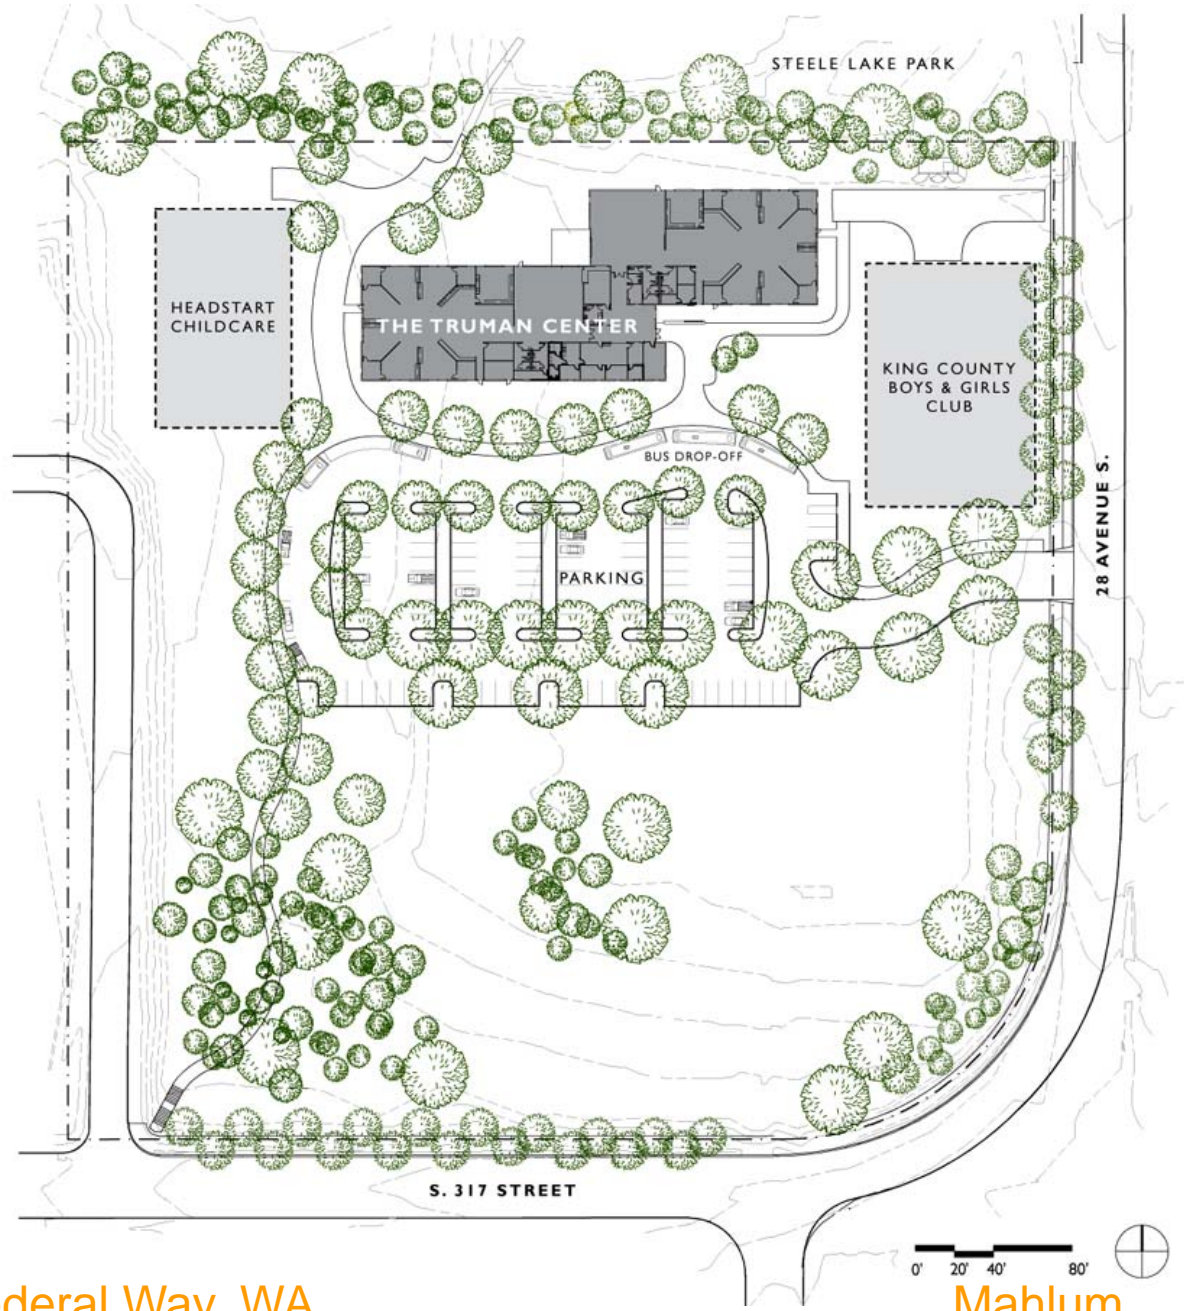 STEELE LAKE PARK
HEADSTART
CHILDCARE
THE TRUMAN CENTER
KING COUNTY
BOYS & GIRLS
CLUB
BUS DROP-OFF
28 AVENUE S.
PARKING
S. 317 STREET
0' 20' 40' 80'
deral Way, WA
Mahlum